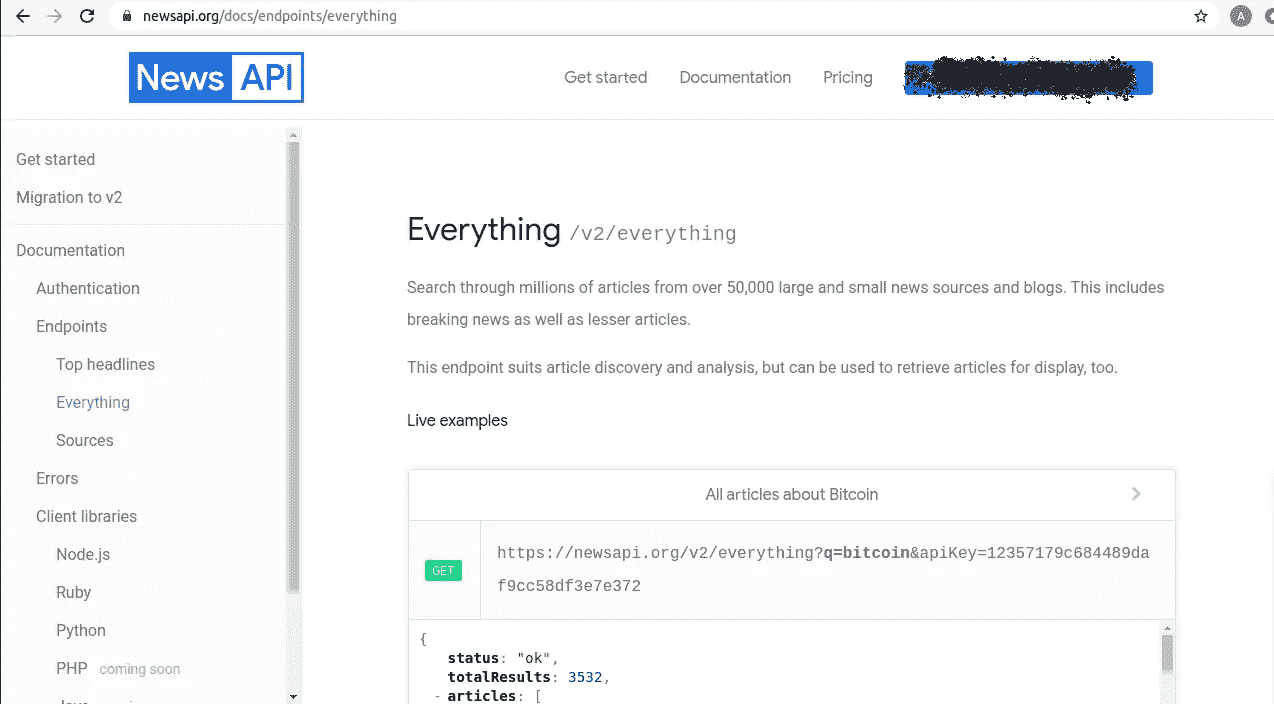 newsapi.org/docs/endpoints/everything
A
News API
Get started
Documentation
Pricing
Get started
Migration to v2
Documentation
Authentication
Endpoints
Top headlines
Everything
Sources
Errors
Client libraries
Node.js
Ruby
Python
PHP coming soon
Everything /v2/everything
Search through millions of articles from over 50,000 large and small news sources and blogs. This includes
breaking news as well as lesser articles.
This endpoint suits article discovery and analysis, but can be used to retrieve articles for display, too.
Live examples
All articles about Bitcoin
GET
https://newsapi.org/v2/everything?q=bitcoin&apiKey=12357179c684489da
f9cc58df3e7e372
{
status: "ok",
totalResults: 3532,
- articles: [